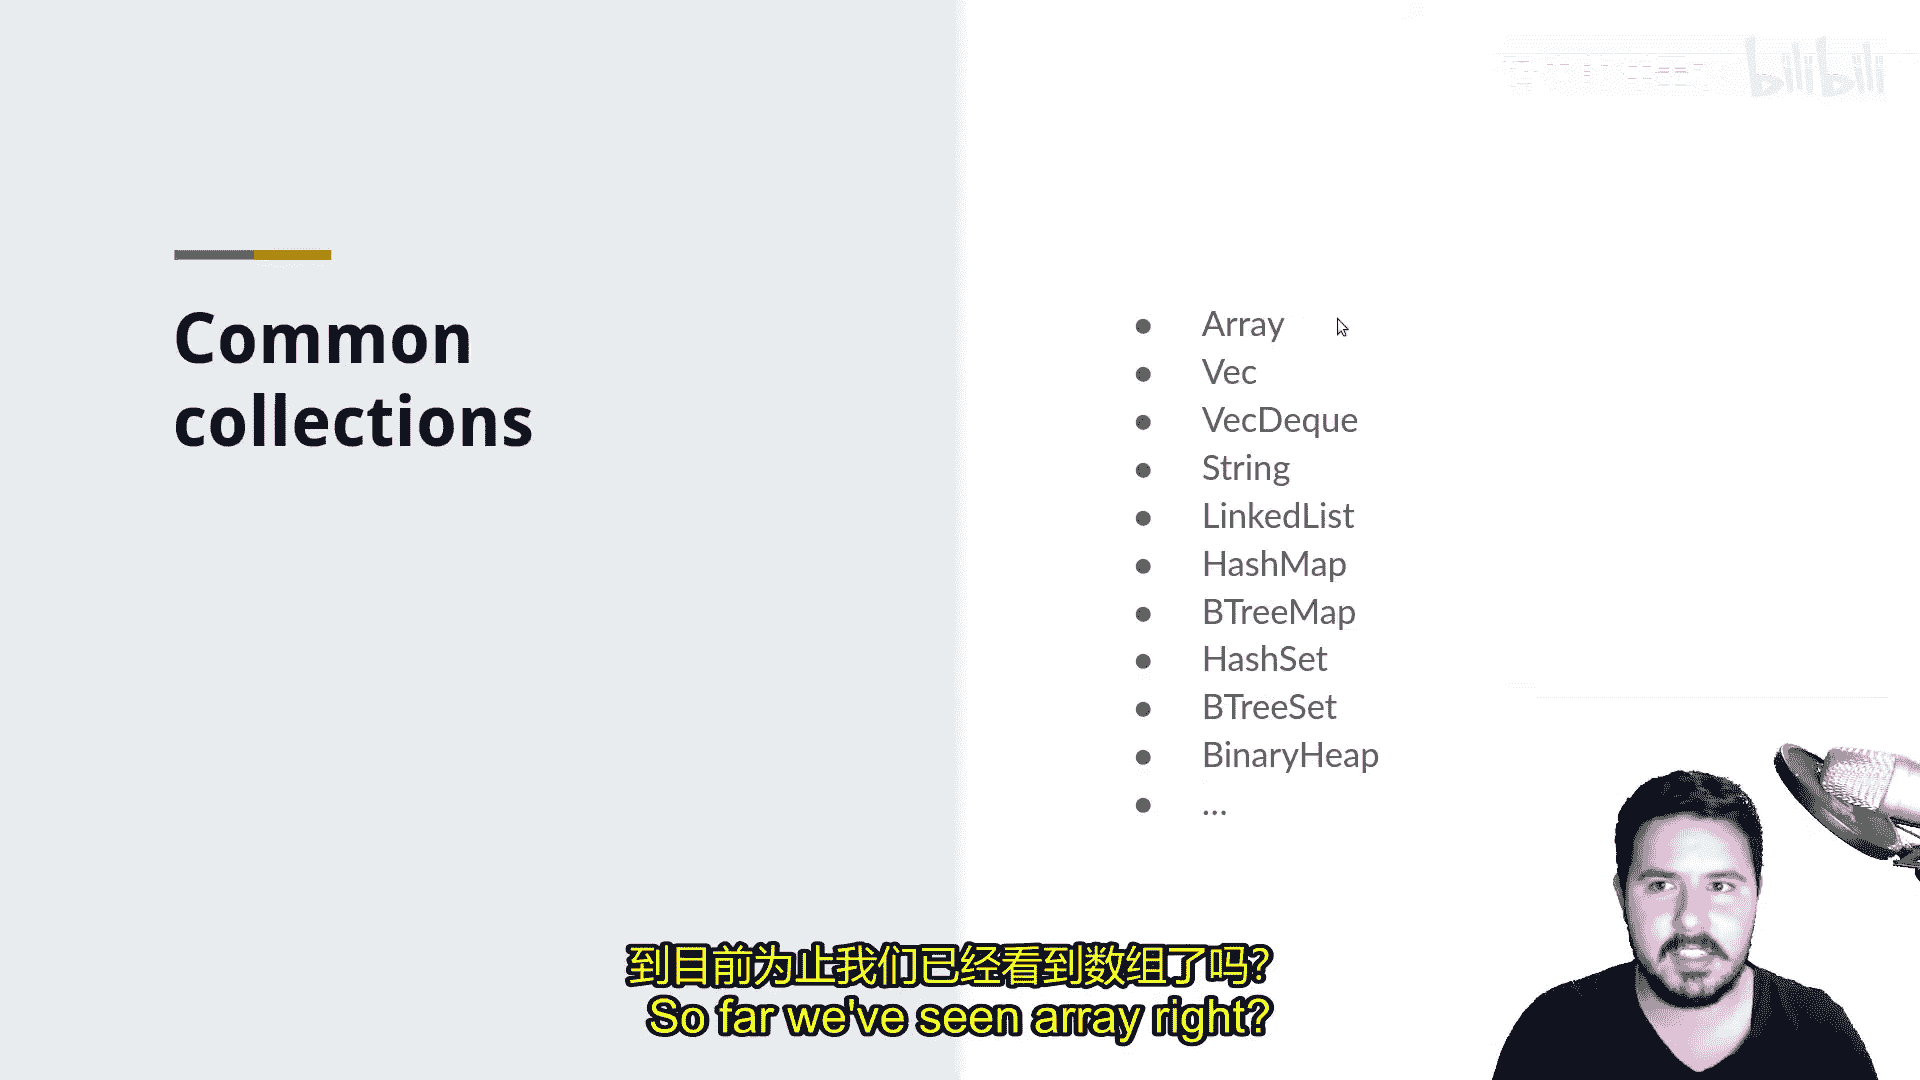 bilibili
Common
collections
● Array
● Vec
● VecDeque
● String
● LinkedList
● HashMap
● BTreeMap
● HashSet
● BTreeSet
● BinaryHeap
● ...
到目前为止我们已经看到数组了吗?
So far we've seen array right?